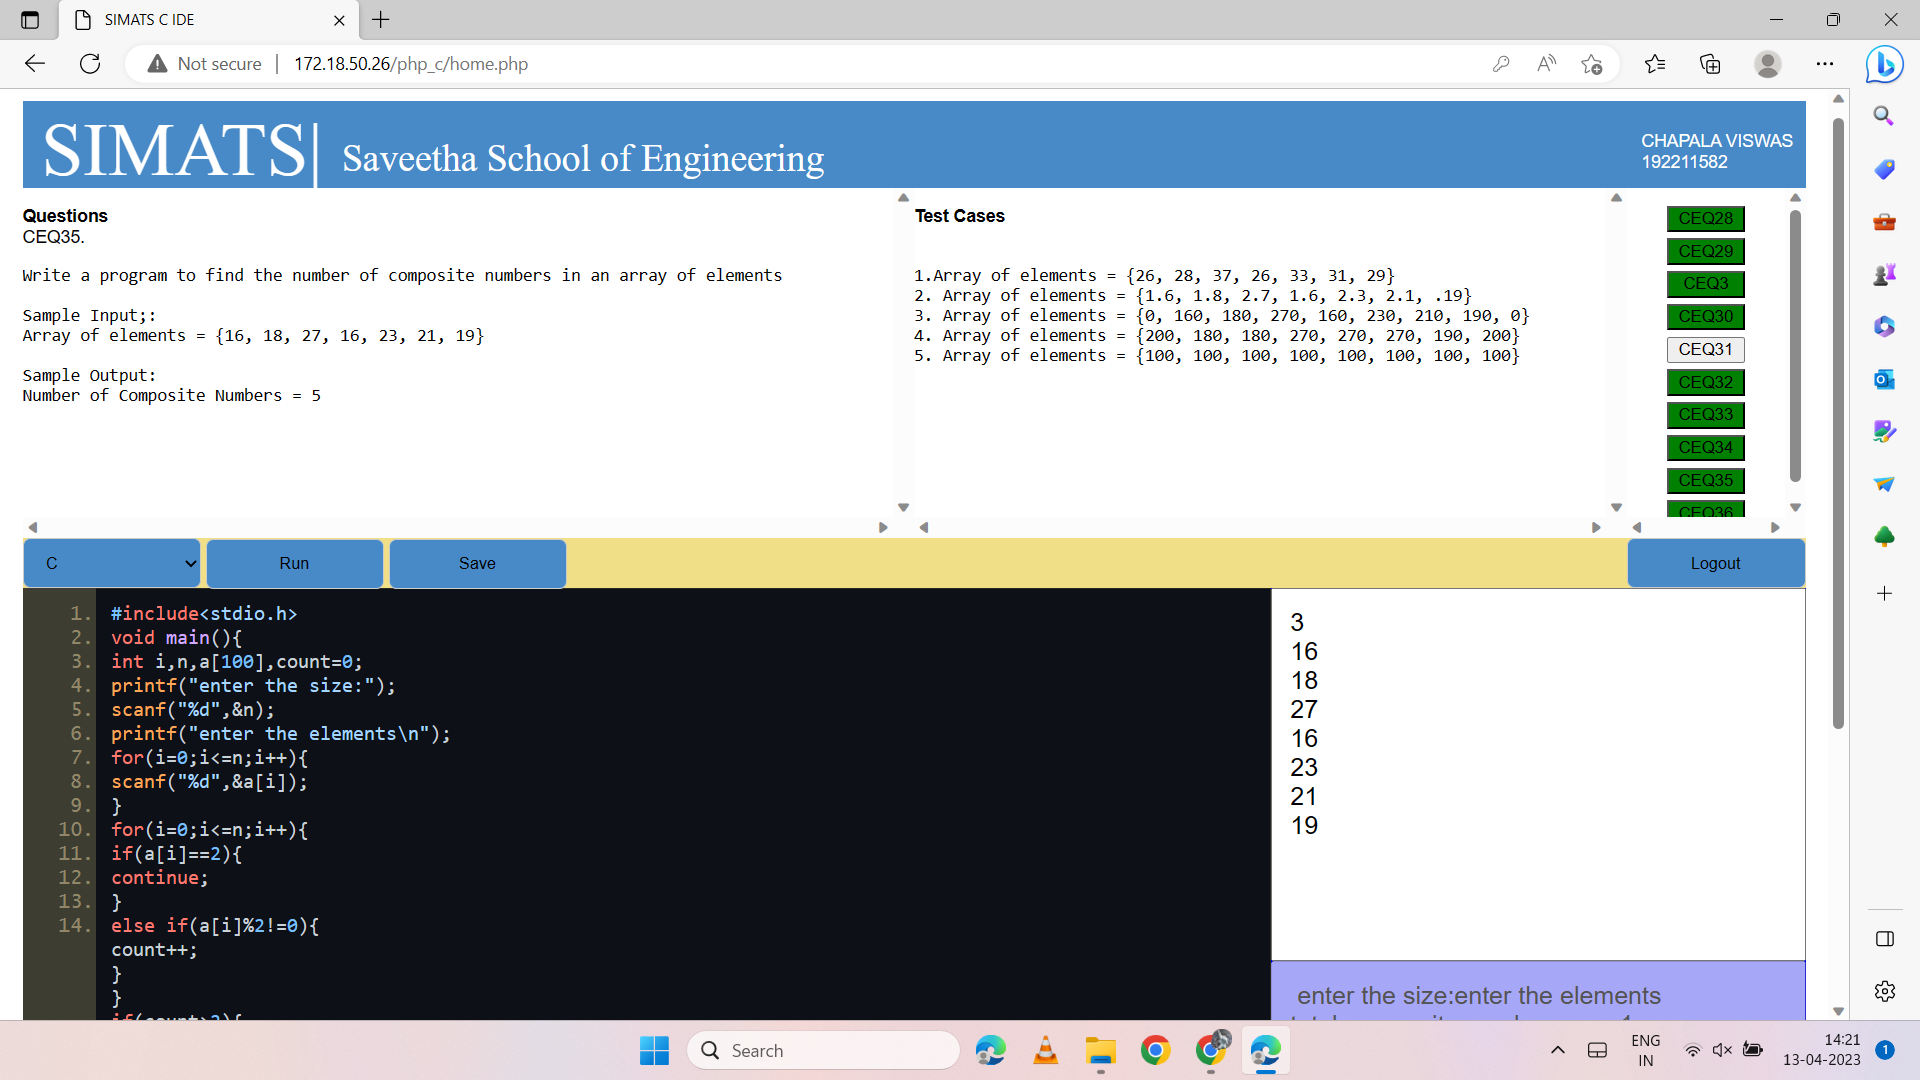 SIMATS C IDE
Not secure
172.18.50.26/php_c/home.php
SIMATS| Saveetha School of Engineering
CHAPALA VISWAS
192211582
Questions
CEQ35.
Write a program to find the number of composite numbers in an array of elements
Sample Input;:
Array of elements = {16, 18, 27, 16, 23, 21, 19}
Sample Output:
Number of Composite Numbers = 5
Test Cases
1.Array of elements = {26, 28, 37, 26, 33, 31, 29}
2. Array of elements = {1.6, 1.8, 2.7, 1.6, 2.3, 2.1, .19}
3. Array of elements = {0, 160, 180, 270, 160, 230, 210, 190, 0}
4. Array of elements = {200, 180, 180, 270, 270, 270, 190, 200}
5. Array of elements = {100, 100, 100, 100, 100, 100, 100, 100}
CEQ28
CEQ29
CEQ3
CEQ30
CEQ31
CEQ32
CEQ33
CEQ34
CEQ35
CEQ36
C
Run
Save
Logout
1. #include<stdio.h>
2. void main(){
3. int i,n,a[100],count=0;
4. printf("enter the size:");
5. scanf("%d",&n);
6. printf("enter the elements\n");
7. for(i=0;i<=n;i++){
8. scanf("%d",&a[i]);
9. }
10. for(i=0;i<=n;i++){
11. if(a[i]==2){
12. continue;
13. }
14. else if(a[i]%2!=0){
count++;
}
}
3
16
18
27
16
23
21
19
enter the size:enter the elements
Search
ENG
IN
14:21
13-04-2023
1